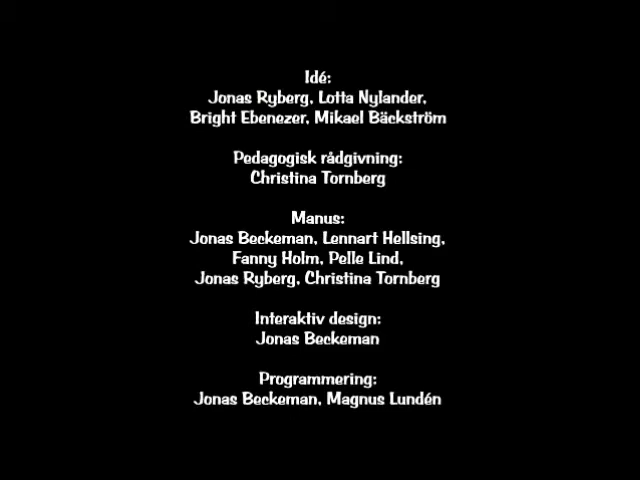 Idé:
Jonas Ryberg, Lotta Nylander,
Bright Ebenezer, Mikael Bäckström
Pedagogisk rådgivning:
Christina Tornberg
Manus:
Jonas Beckeman, Lennart Hellsing,
Fanny Holm, Pelle Lind,
Jonas Ryberg, Christina Tornberg
Interaktiv design:
Jonas Beckeman
Programmering:
Jonas Beckeman, Magnus Lundén